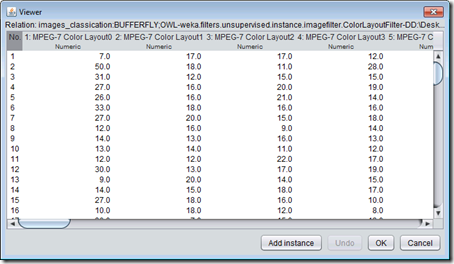 Viewer
Relation: images_classication:BUFFERFLY;OWL-weka.filters.unsupervised.instance.imagefilter.ColorLayoutFilter-DD:\Desk...
No. 1: MPEG-7 Color Layout0 2: MPEG-7 Color Layout1 3: MPEG-7 Color Layout2 4: MPEG-7 Color Layout3 5: MPEG-7 C
Numeric Numeric Numeric Numeric Num
1 7.0 17.0 17.0 12.0
2 50.0 18.0 11.0 28.0
3 31.0 12.0 15.0 15.0
4 27.0 16.0 20.0 19.0
5 26.0 16.0 21.0 14.0
6 33.0 18.0 16.0 16.0
7 27.0 20.0 15.0 18.0
8 12.0 16.0 9.0 14.0
9 14.0 13.0 16.0 13.0
10 13.0 14.0 11.0 12.0
11 12.0 12.0 22.0 17.0
12 30.0 13.0 17.0 19.0
13 9.0 20.0 14.0 15.0
14 14.0 15.0 18.0 17.0
15 27.0 18.0 16.0 10.0
16 10.0 18.0 12.0 8.0
Add instance Undo OK Cancel